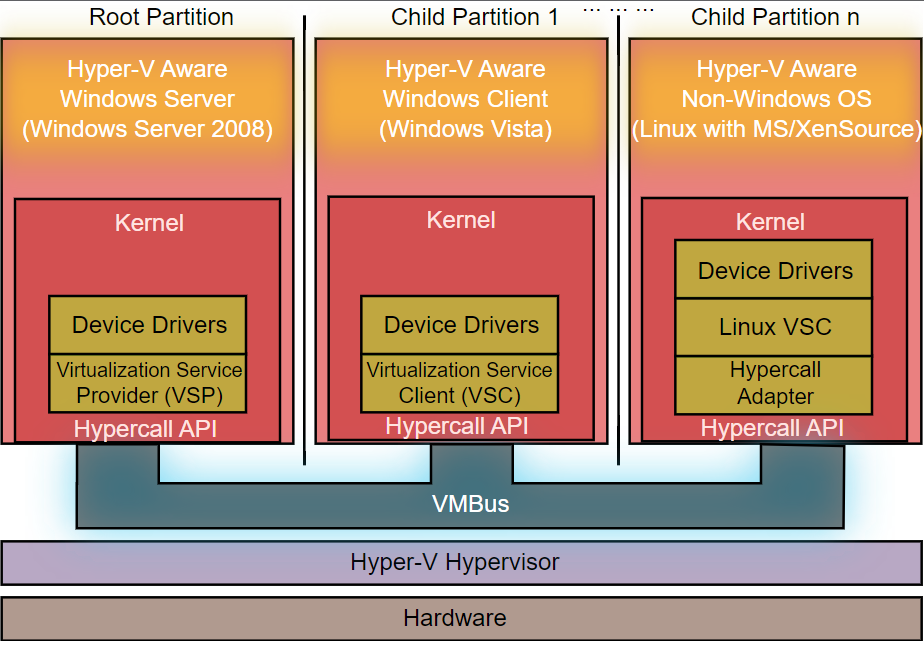 Root Partition
Child Partition 1
... ... ...
Child Partition n
Hyper-V Aware
Windows Server
(Windows Server 2008)
Kernel
Device Drivers
Virtualization Service
Provider (VSP)
Hypercall API
Hyper-V Aware
Windows Client
(Windows Vista)
Kernel
Device Drivers
Virtualization Service
Client (VSC)
Hypercall API
Hyper-V Aware
Non-Windows OS
(Linux with MS/XenSource)
Kernel
Device Drivers
Linux VSC
Hypercall
Adapter
Hypercall API
VMBus
Hyper-V Hypervisor
Hardware